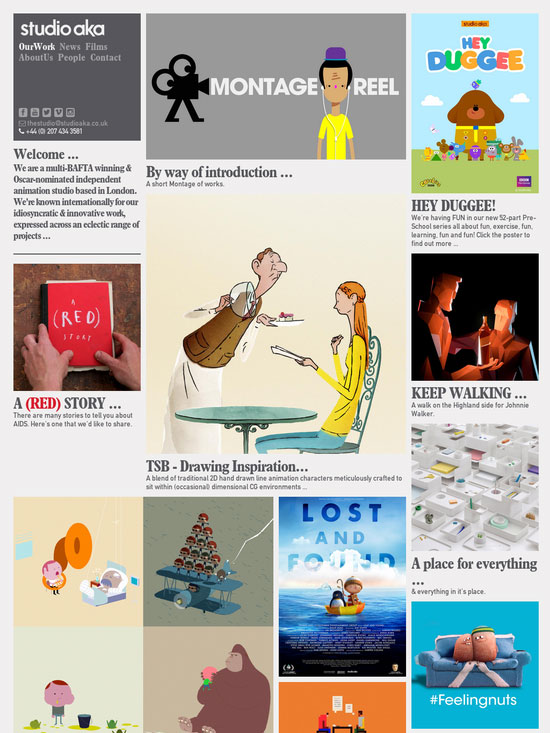 studio aka
OurWork News Films
AboutUs People Contact
thestudio@studioaka.co.uk
+44 (0) 207 434 3581
Welcome ...
We are a multi-BAFTA winning &
Oscar-nominated independent
animation studio based in London.
We're known internationally for our
idiosyncratic & innovative work,
expressed across an eclectic range of
projects ...
A
(RED)
STORY
A (RED) STORY ...
There are many stories to tell you about
AIDS. Here's one that we'd like to share.
MONTAGE REEL
By way of introduction ...
A short Montage of works.
TSB - Drawing Inspiration...
A blend of traditional 2D hand drawn line animation characters meticulously crafted to
sit within (occasional) dimensional CG environments ...
LOST
AND
FOUND
studio aka
HEY
DUGGEE
HEY DUGGEE!
We're having FUN in our new 52-part Pre-
School series all about fun, exercise, fun,
learning, fun and fun! Click the poster to
find out more ...
KEEP WALKING ...
A walk on the Highland side for Johnnie
Walker.
A place for everything
...
& everything in it's place.
#Feelingnuts